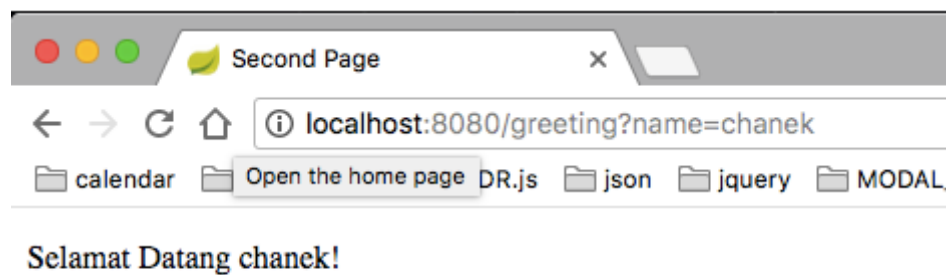 Second Page
localhost:8080/greeting?name=chanek
calendar Open the home page DR.js json jquery MODAL
Selamat Datang chanek!